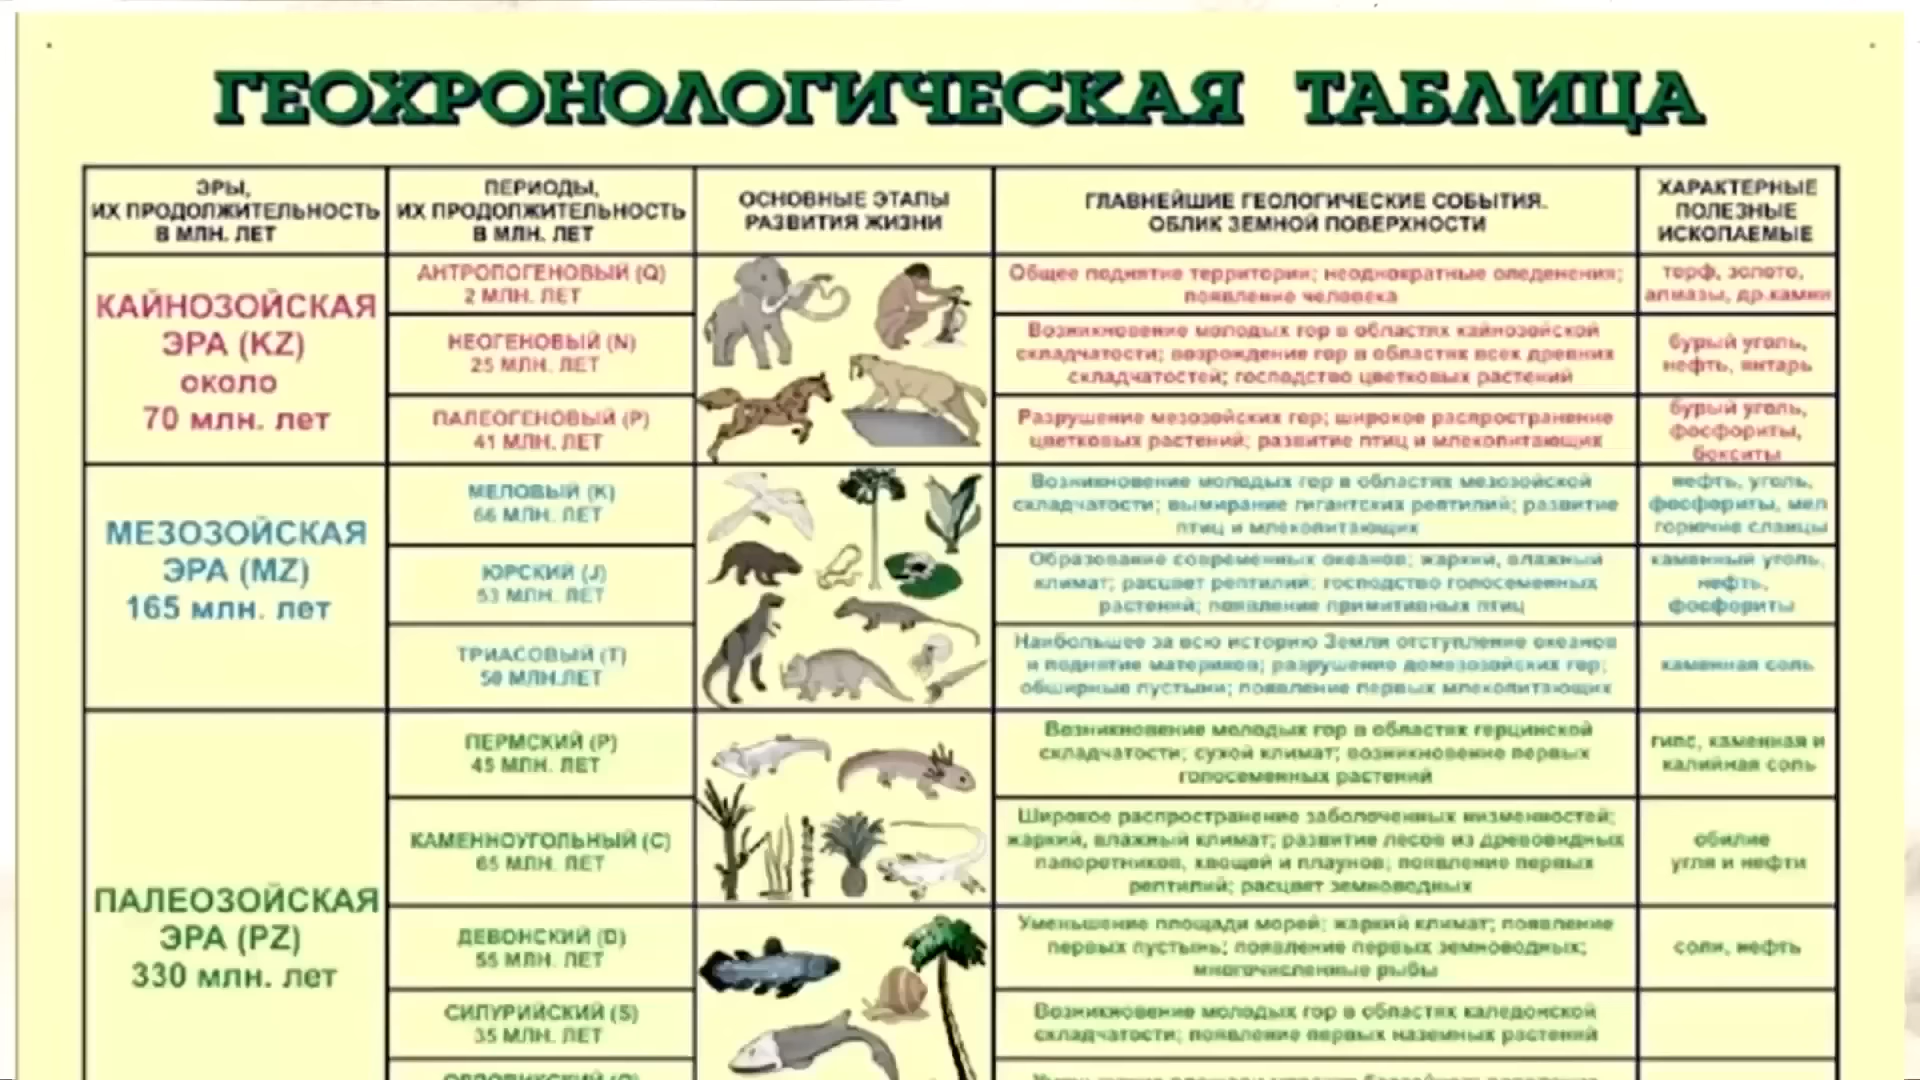 ГЕОХРОНОЛОГИЧЕСКАЯ ТАБЛИЦА
ЭРЫ,
ИХ ПРОДОЛЖИТЕЛЬНОСТЬ
В МЛН. ЛЕТ
ПЕРИОДЫ,
ИХ ПРОДОЛЖИТЕЛЬНОСТЬ
В МЛН. ЛЕТ
ОСНОВНЫЕ ЭТАПЫ
РАЗВИТИЯ ЖИЗНИ
ГЛАВНЕЙШИЕ ГЕОЛОГИЧЕСКИЕ СОБЫТИЯ.
ОБЛИК ЗЕМНОЙ ПОВЕРХНОСТИ
ХАРАКТЕРНЫЕ
ПОЛЕЗНЫЕ
ИСКОПАЕМЫЕ
КАЙНОЗОЙСКАЯ
ЭРА (KZ)
около
70 млн. лет
АНТРОПОГЕНОВЫЙ (Q)
2 МЛН. ЛЕТ
Общее поднятие территории; неоднократные оледенения;
появление человека
торф, золото,
алмазы, др.камни
НЕОГЕНОВЫЙ (N)
25 МЛН. ЛЕТ
Возникновение молодых гор в областях кайнозойской
складчатости; возрождение гор в областях всех древних
складчатостей; господство цветковых растений
бурый уголь,
нефть, янтарь
ПАЛЕОГЕНОВЫЙ (P)
41 МЛН. ЛЕТ
Разрушение мезозойских гор; широкое распространение
цветковых растений; развитие птиц и млекопитающих
бурый уголь,
фосфориты,
бокситы
МЕЗОЗОЙСКАЯ
ЭРА (MZ)
165 млн. лет
МЕЛОВЫЙ (K)
66 МЛН. ЛЕТ
Возникновение молодых гор в областях мезозойской
складчатости; вымирание гигантских рептилий; развитие
птиц и млекопитающих
нефть, уголь,
фосфориты, мел
горючие сланцы
ЮРСКИЙ (J)
53 МЛН. ЛЕТ
Образование современных океанов; жаркий, влажный
климат; расцвет рептилий; господство голосеменных
растений; появление примитивных птиц
каменный уголь,
нефть,
фосфориты
ТРИАСОВЫЙ (T)
50 МЛН.ЛЕТ
Наибольшее за всю историю Земли отступление океанов
и поднятие материков; разрушение домезозойских гор;
обширные пустыни; появление первых млекопитающих
каменная соль
ПАЛЕОЗОЙСКАЯ
ЭРА (PZ)
330 млн. лет
ПЕРМСКИЙ (P)
45 МЛН. ЛЕТ
Возникновение молодых гор в областях герцинской
складчатости; сухой климат; возникновение первых
голосеменных растений
гипс, каменная и
калийная соль
КАМЕННОУГОЛЬНЫЙ (C)
65 МЛН. ЛЕТ
Широкое распространение заболоченных низменностей;
жаркий, влажный климат; развитие лесов из древовидных
папоротников, хвощей и плаунов; появление первых
рептилий; расцвет земноводных
обилие
угля и нефти
ДЕВОНСКИЙ (D)
55 МЛН. ЛЕТ
Уменьшение площади морей; жаркий климат; появление
первых пустынь; появление первых земноводных;
многочисленные рыбы
соли, нефть
СИЛУРИЙСКИЙ (S)
35 МЛН. ЛЕТ
Возникновение молодых гор в областях каледонской
складчатости; появление первых наземных растений